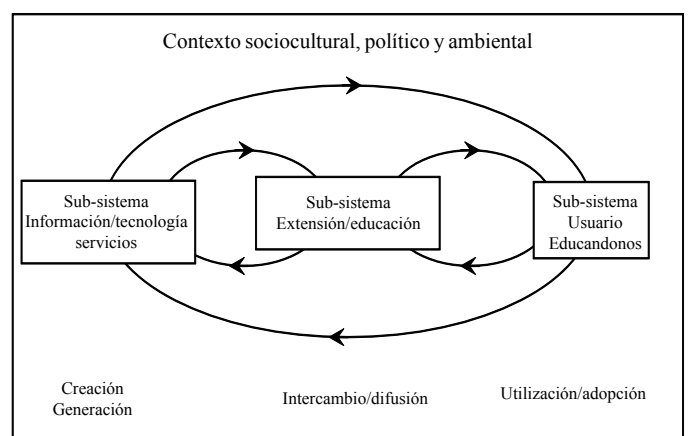 Contexto sociocultural, político y ambiental
Sub-sistema
Información/tecnología
servicios
Sub-sistema
Extensión/educación
Sub-sistema
Usuario
Educandonos
Creación
Generación
Intercambio/difusión
Utilización/adopción